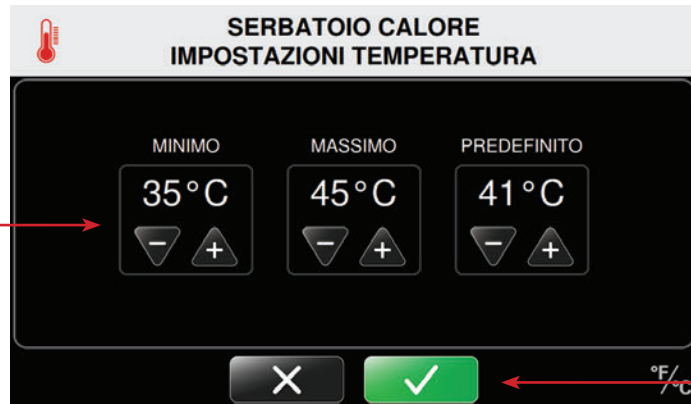 SERBATOIO CALORE
IMPOSTAZIONI TEMPERATURA
MINIMO MASSIMO PREDEFINITO
35°C 45°C 41°C
− + − + − +
°F/°C